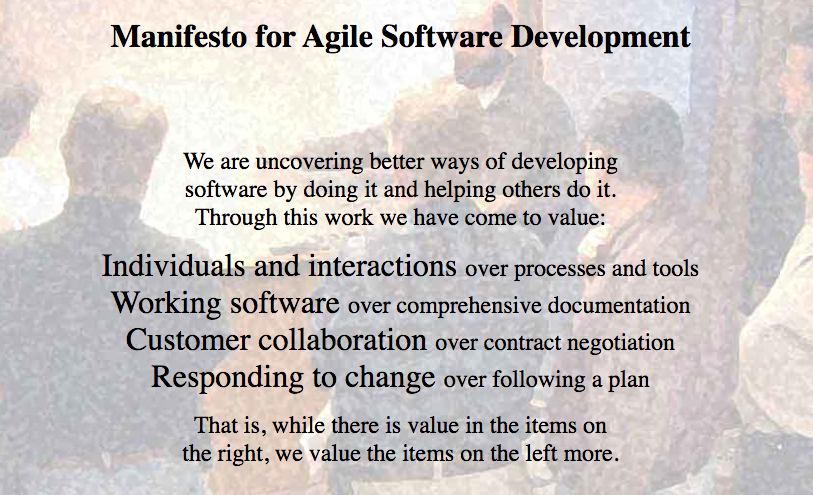 Manifesto for Agile Software Development
We are uncovering better ways of developing
software by doing it and helping others do it.
Through this work we have come to value:
Individuals and interactions over processes and tools
Working software over comprehensive documentation
Customer collaboration over contract negotiation
Responding to change over following a plan
That is, while there is value in the items on
the right, we value the items on the left more.